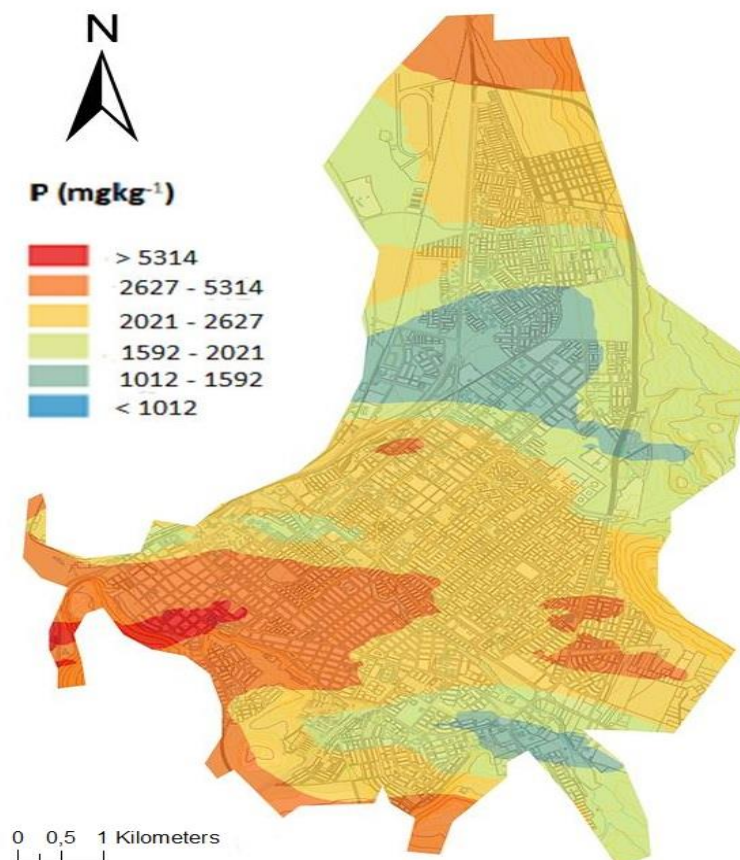 N
P (mgkg⁻¹)
> 5314
2627 - 5314
2021 - 2627
1592 - 2021
1012 - 1592
< 1012
0 0,5 1 Kilometers